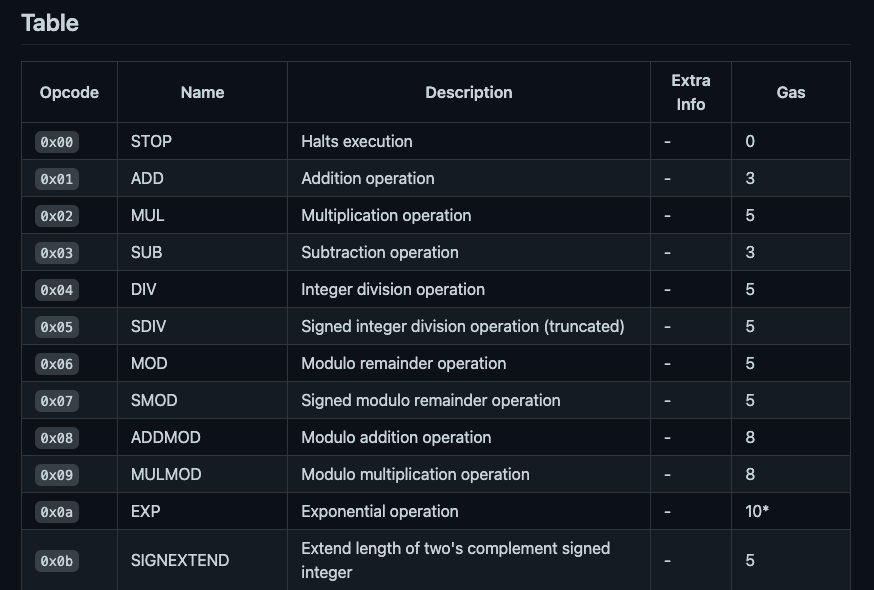 Table
Opcode Name Description Extra Info Gas
0x00 STOP Halts execution - 0
0x01 ADD Addition operation - 3
0x02 MUL Multiplication operation - 5
0x03 SUB Subtraction operation - 3
0x04 DIV Integer division operation - 5
0x05 SDIV Signed integer division operation (truncated) - 5
0x06 MOD Modulo remainder operation - 5
0x07 SMOD Signed modulo remainder operation - 5
0x08 ADDMOD Modulo addition operation - 8
0x09 MULMOD Modulo multiplication operation - 8
0x0a EXP Exponential operation - 10*
0x0b SIGNEXTEND Extend length of two's complement signed integer - 5